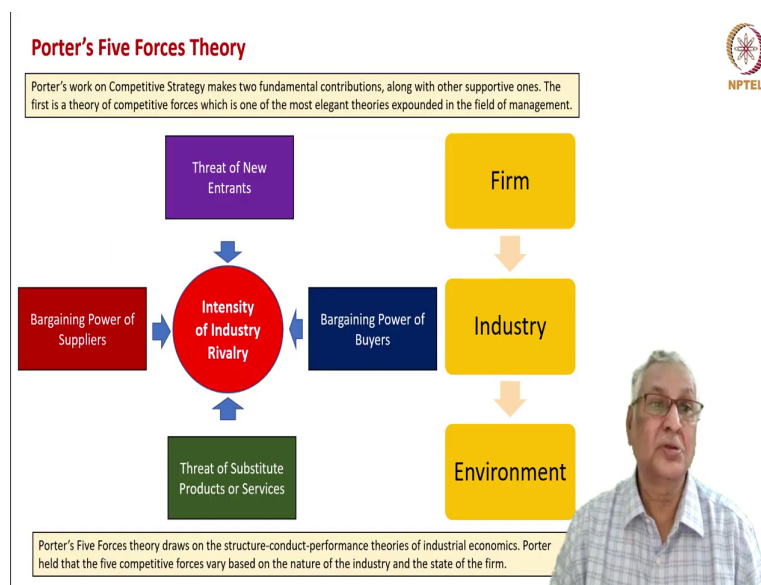 Porter's Five Forces Theory
NPTEL
Porter's work on Competitive Strategy makes two fundamental contributions, along with other supportive ones. The
first is a theory of competitive forces which is one of the most elegant theories expounded in the field of management.
Threat of New
Entrants
Firm
Bargaining Power of
Suppliers
Intensity
of Industry
Rivalry
Bargaining Power of
Buyers
Industry
Threat of Substitute
Products or Services
Environment
Porter's Five Forces theory draws on the structure-conduct-performance theories of industrial economics. Porter
held that the five competitive forces vary based on the nature of the industry and the state of the firm.